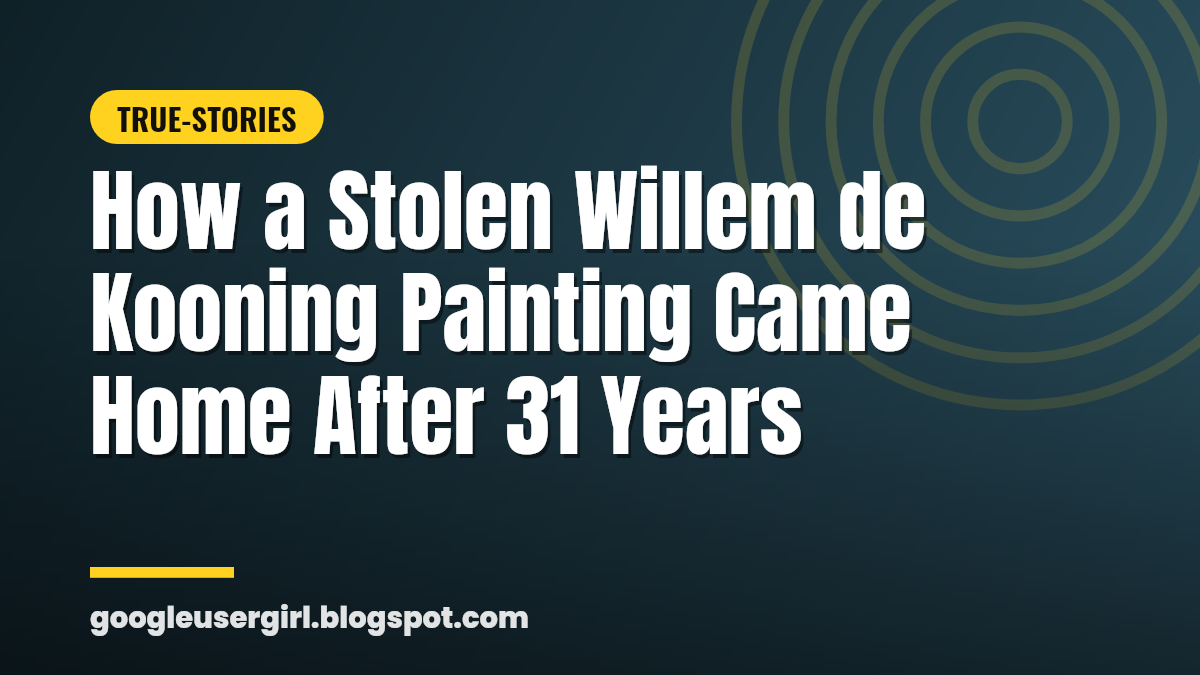 TRUE-STORIES
How a Stolen Willem de
Kooning Painting Came
Home After 31 Years
googleusergirl.blogspot.com